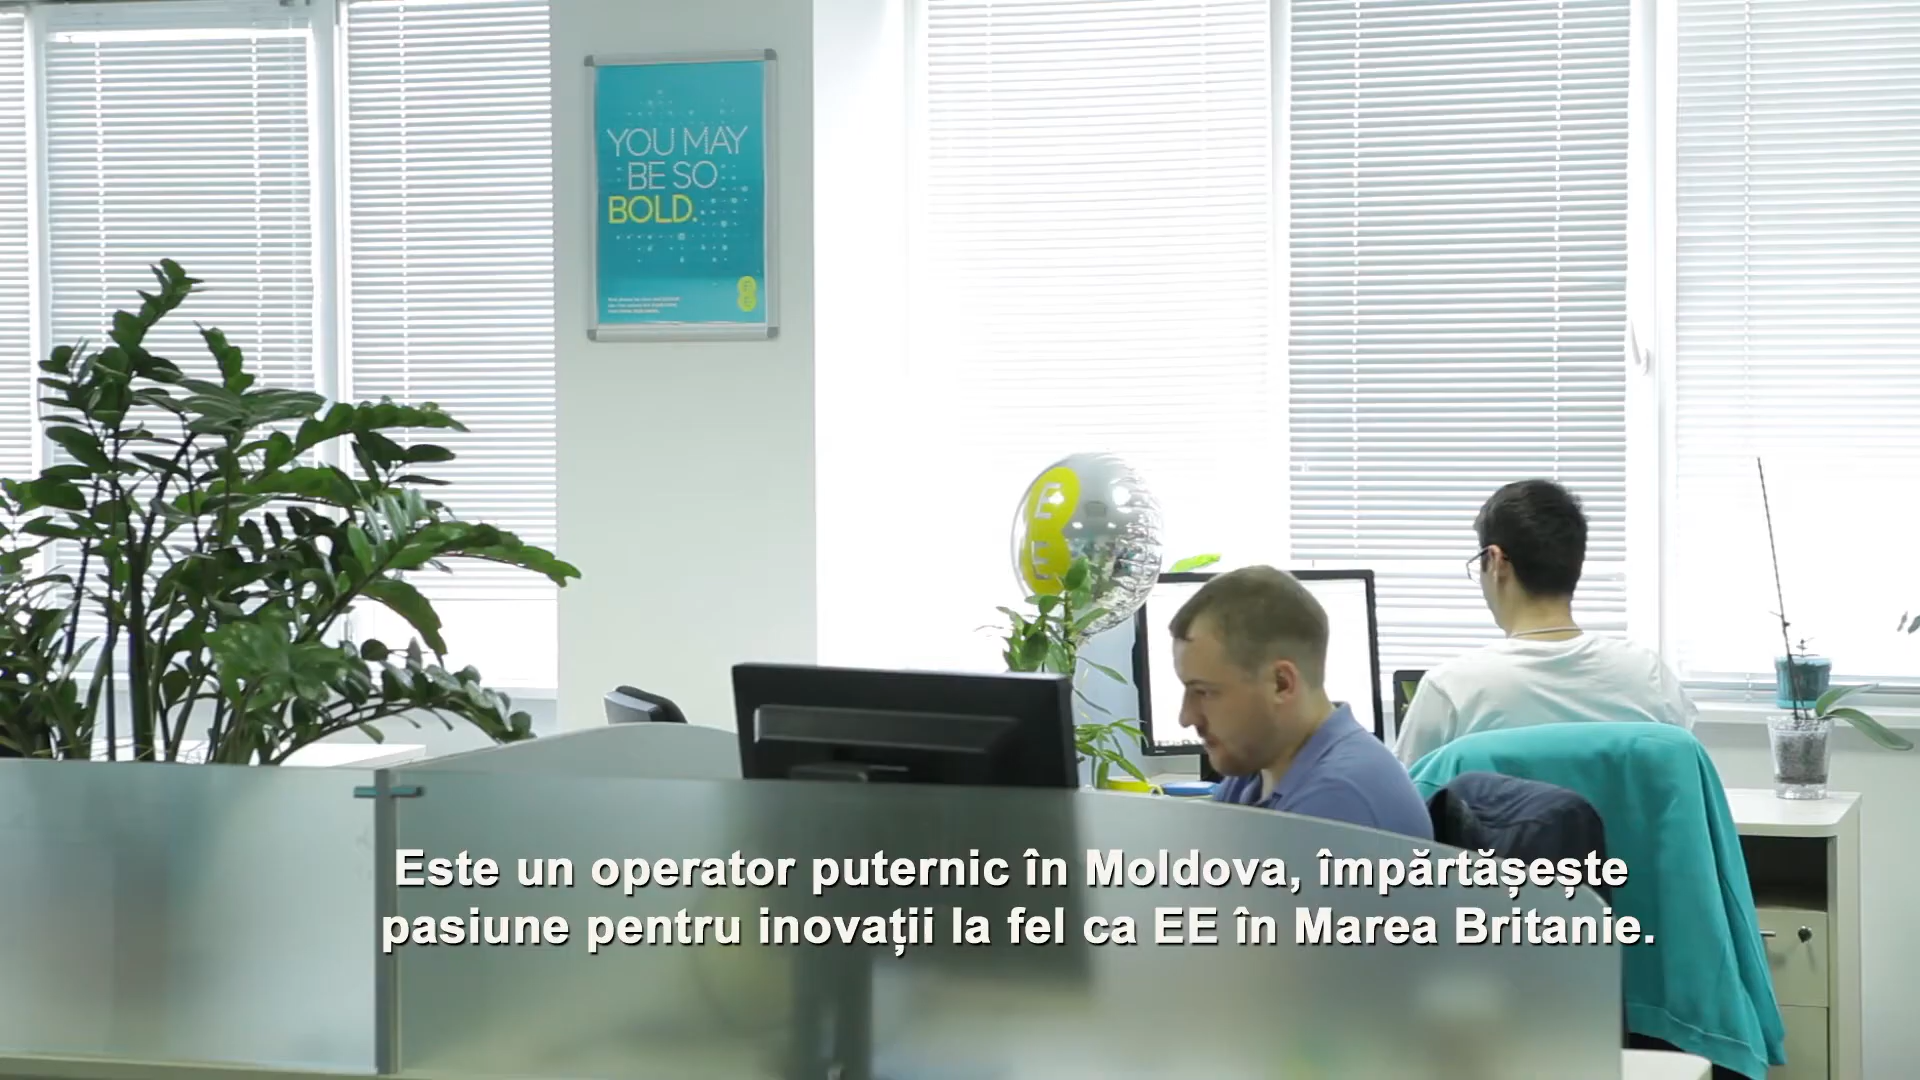 YOU MAY
BE SO
BOLD.
E
E
E
E
Este un operator puternic în Moldova, împărtășește
pasiune pentru inovații la fel ca EE în Marea Britanie.